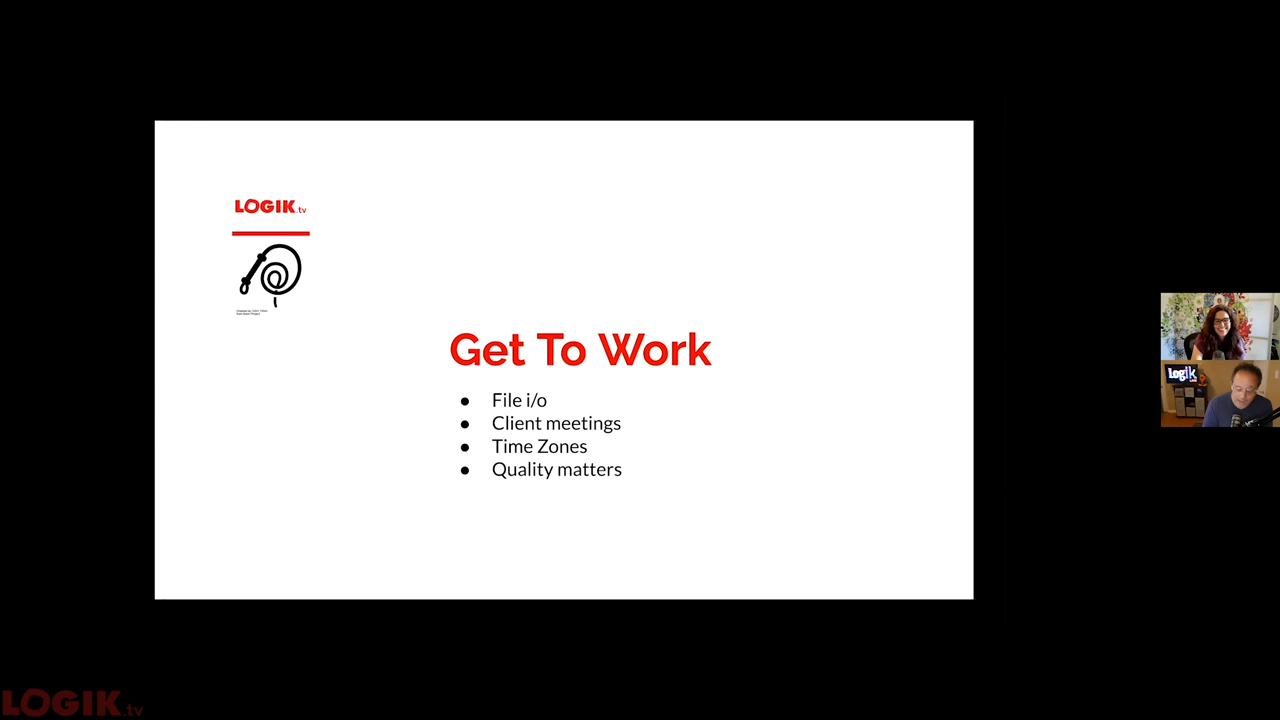 LOGIK.tv
Get To Work
● File i/o
● Client meetings
● Time Zones
● Quality matters
Logik
LOGIK.tv